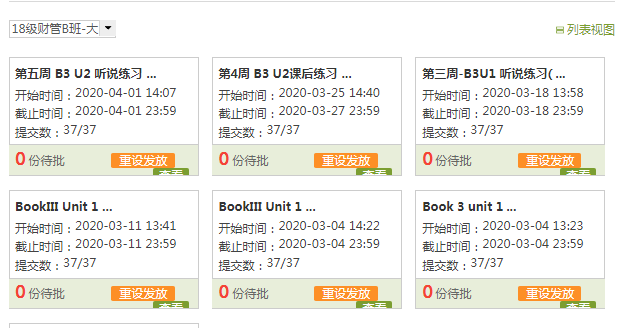 18级财管B班-大
列表视图
第五周 B3 U2 听说练习 ...
开始时间：2020-04-01 14:07
截止时间：2020-04-01 23:59
提交数：37/37
0 份待批
重设发放
查看
第4周 B3 U2课后练习 ...
开始时间：2020-03-25 14:40
截止时间：2020-03-27 23:59
提交数：37/37
0 份待批
重设发放
查看
第三周-B3U1 听说练习( ...
开始时间：2020-03-18 13:58
截止时间：2020-03-18 23:59
提交数：37/37
0 份待批
重设发放
查看
BookIII Unit 1 ...
开始时间：2020-03-11 13:41
截止时间：2020-03-11 23:59
提交数：37/37
0 份待批
重设发放
查看
BookIII Unit 1 ...
开始时间：2020-03-04 14:22
截止时间：2020-03-04 23:59
提交数：37/37
0 份待批
重设发放
查看
Book 3 unit 1 ...
开始时间：2020-03-04 13:23
截止时间：2020-03-04 23:59
提交数：37/37
0 份待批
重设发放
查看